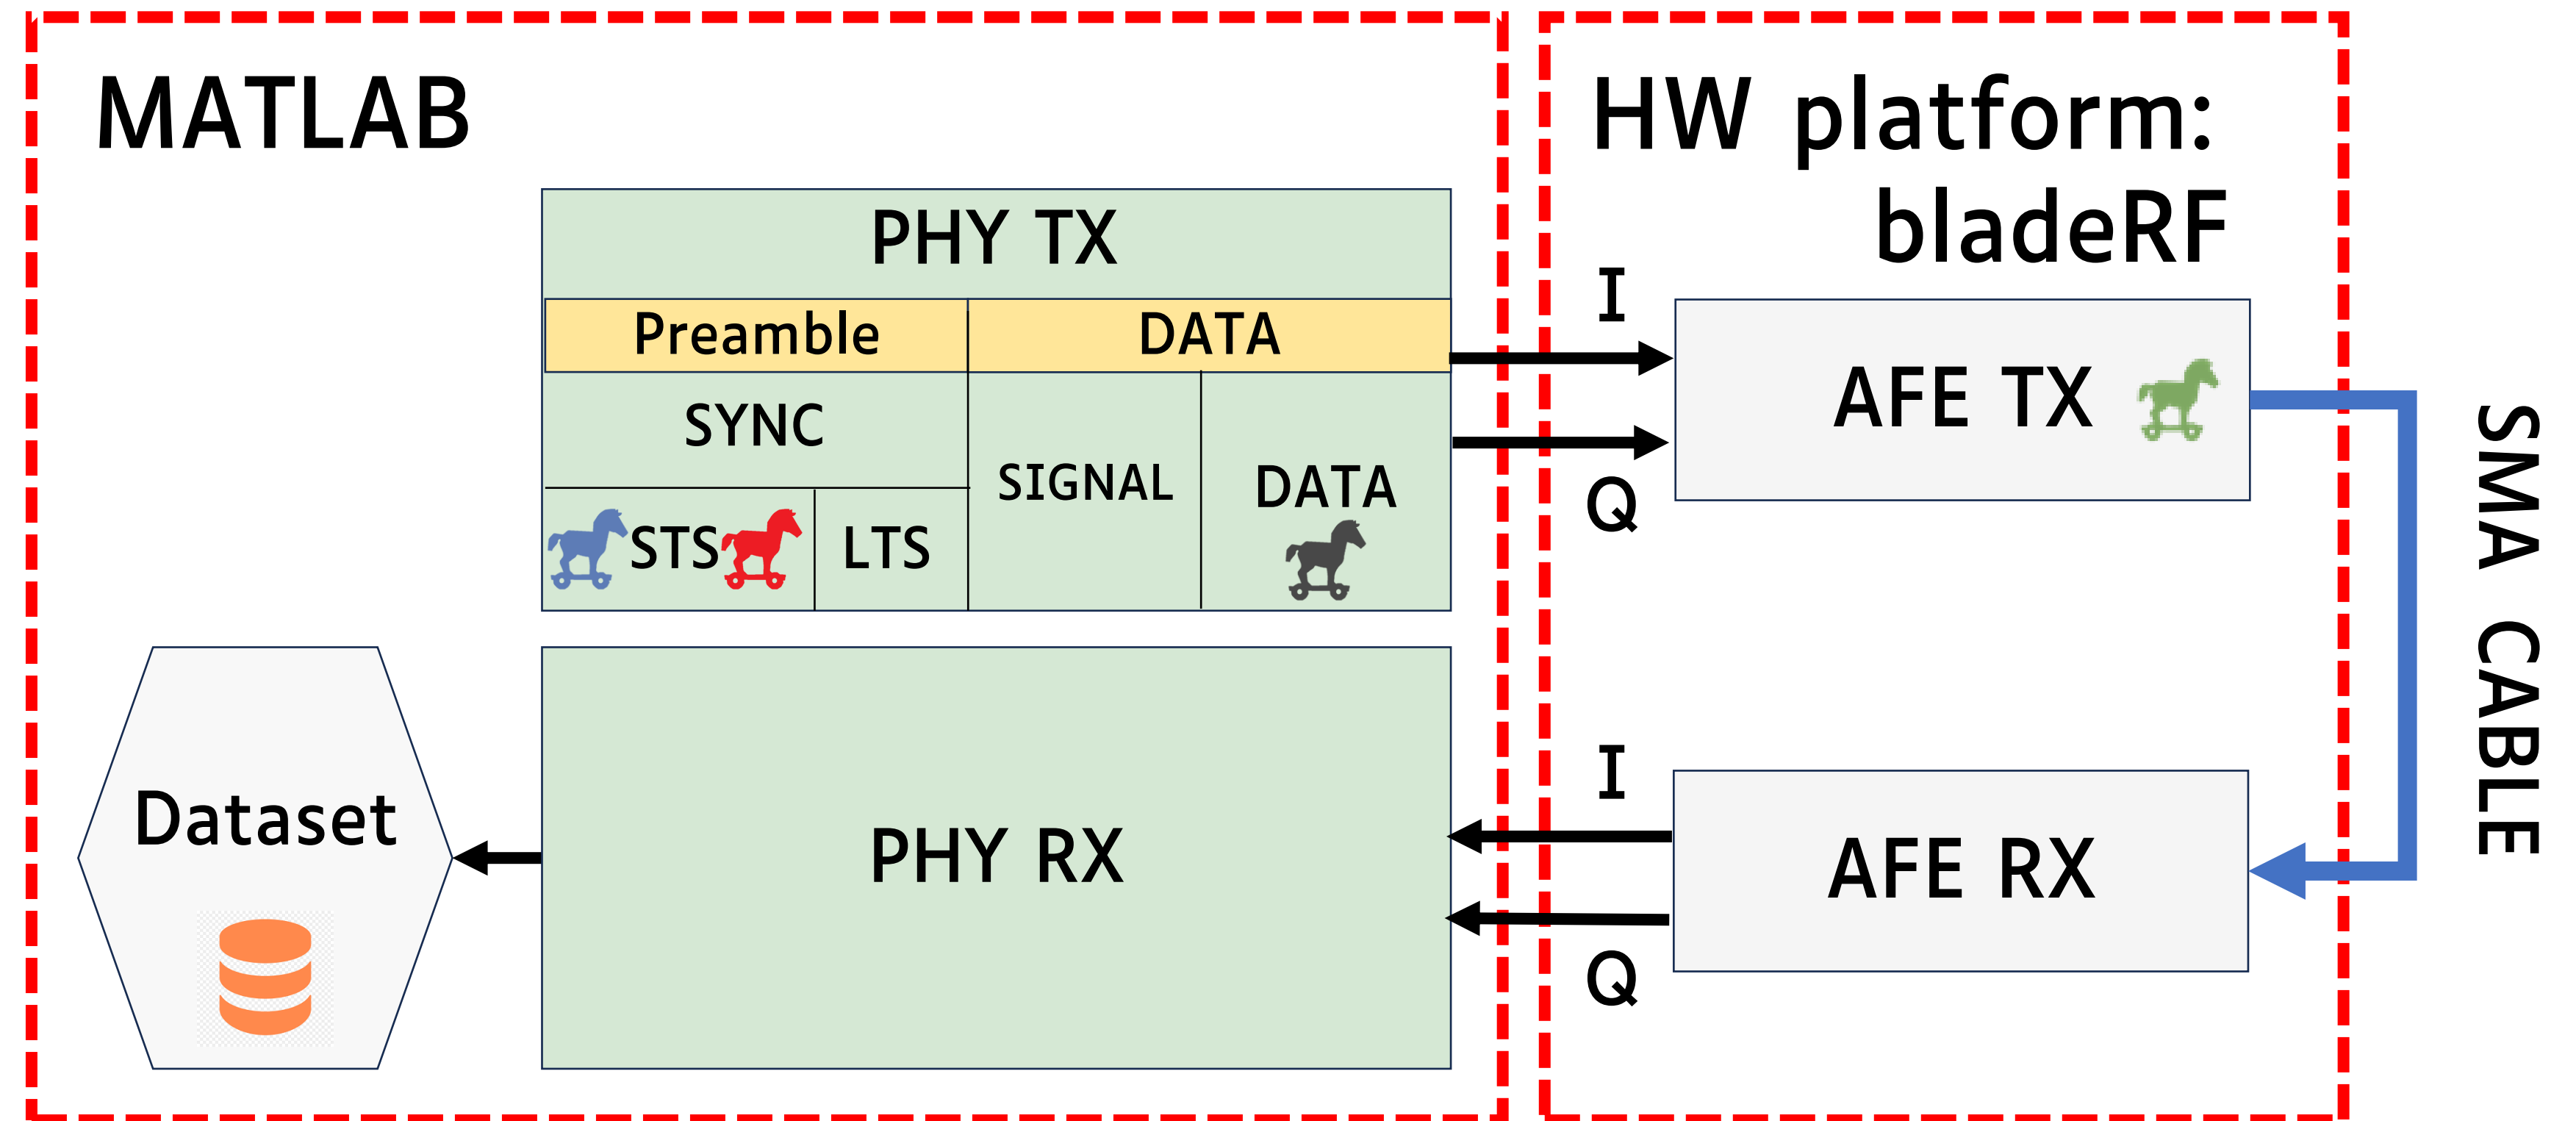 MATLAB
HW platform:
bladeRF
PHY TX
Preamble
DATA
SYNC
SIGNAL
DATA
STS
LTS
I
Q
AFE TX
SMA CABLE
Dataset
PHY RX
I
Q
AFE RX